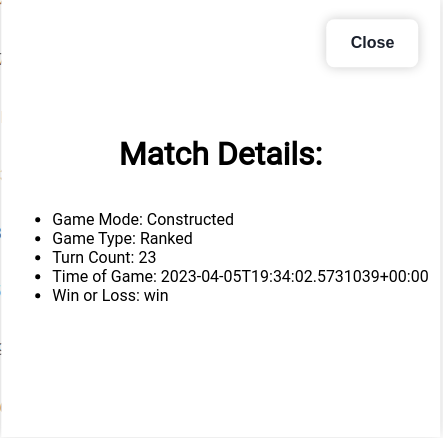 Close
Match Details:
• Game Mode: Constructed
• Game Type: Ranked
• Turn Count: 23
• Time of Game: 2023-04-05T19:34:02.5731039+00:00
• Win or Loss: win